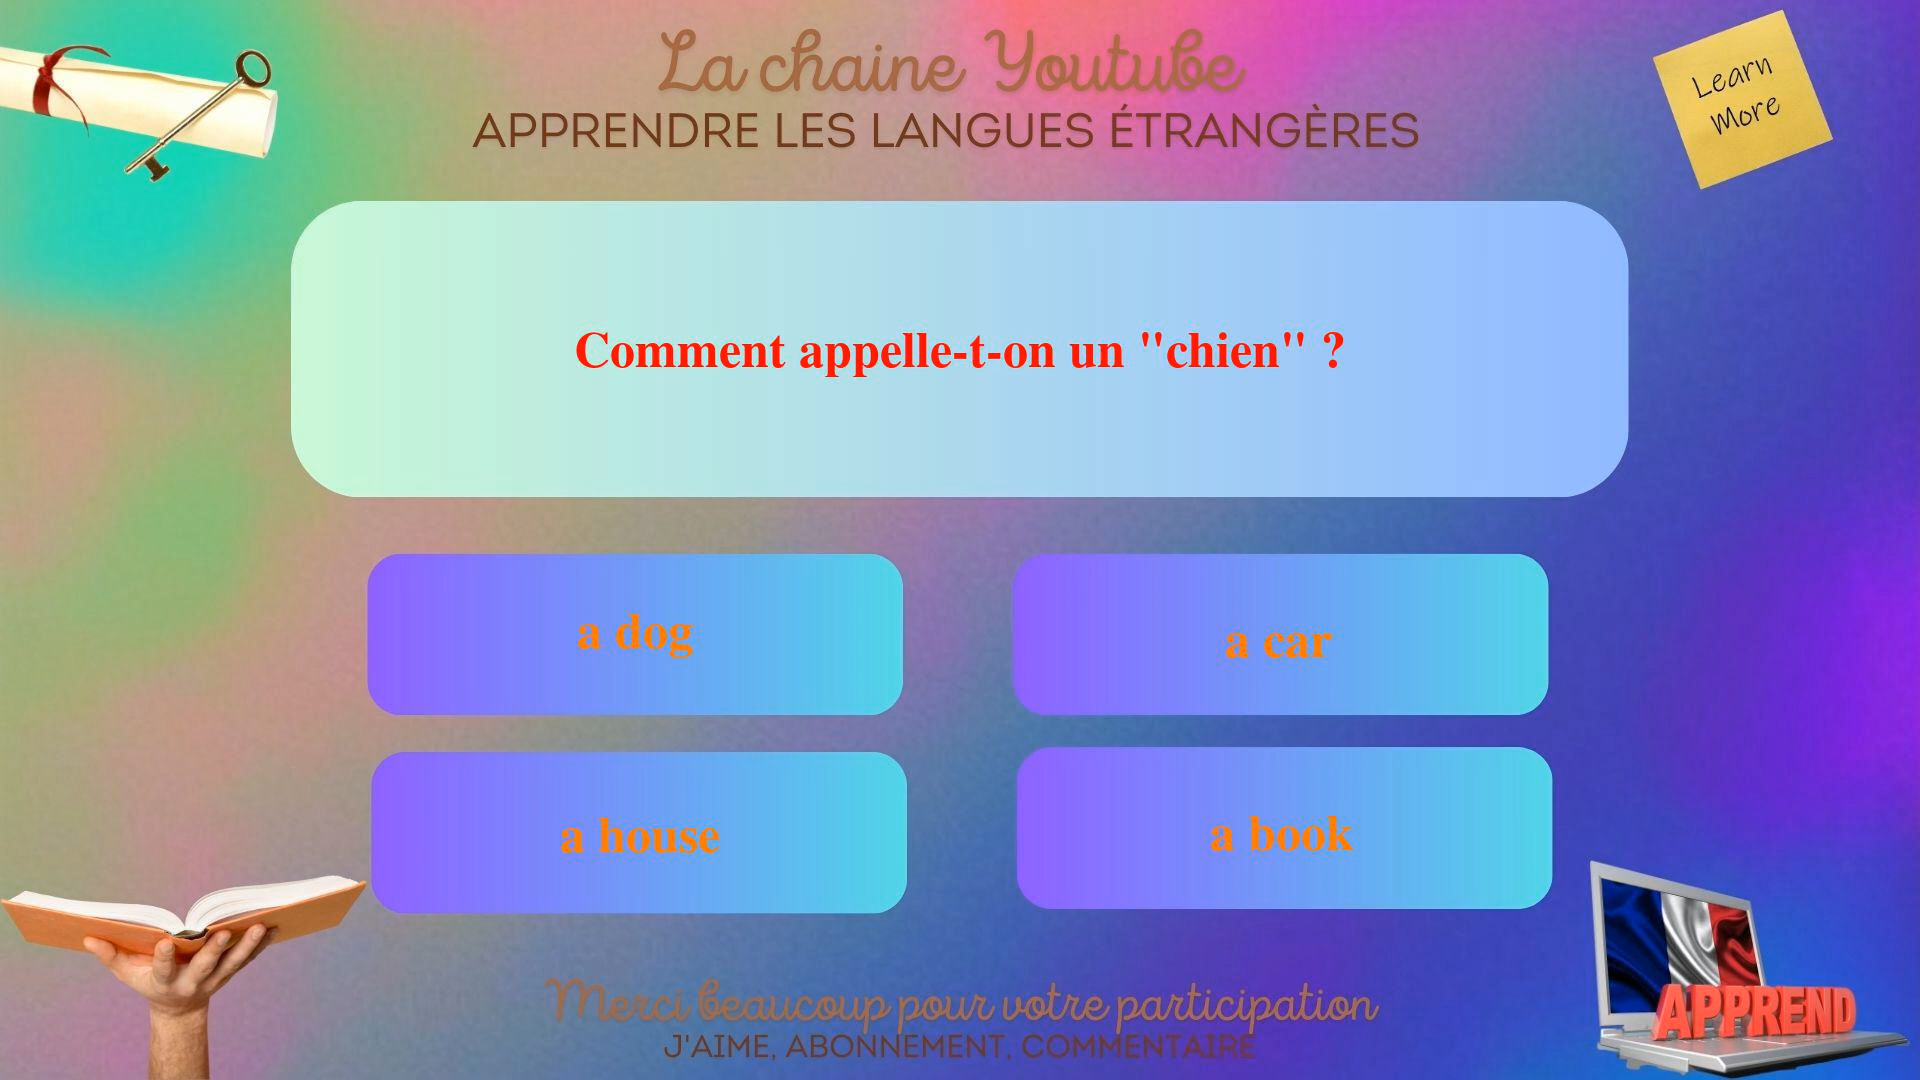 La chaine Youtube
APPRENDRE LES LANGUES ÉTRANGÈRES
Learn
More
Comment appelle-t-on un "chien" ?
a dog
a car
a house
a book
Merci beaucoup pour votre participation
J'AIME, ABONNEMENT, COMMENTAIRE
APPREND